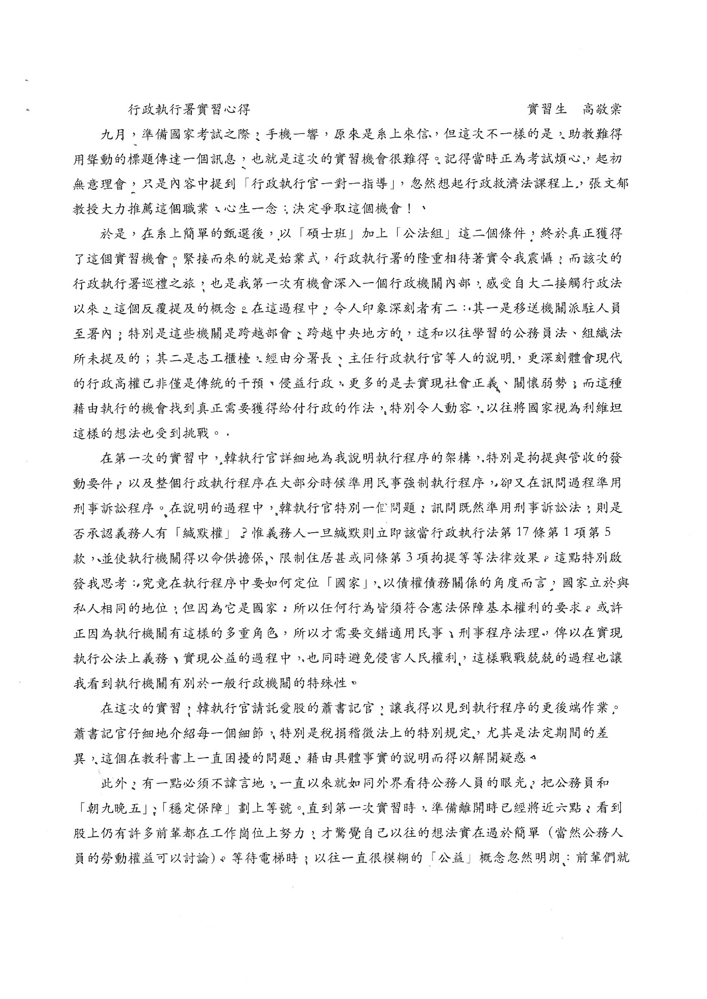 行政執行署實習心得　實習生　高敬棠
九月，準備國家考試之際，手機一響，原來是系上來信，但這次不一樣的是，助教難得
用聳動的標題傳達一個訊息，也就是這次的實習機會很難得。記得當時正為考試煩心，起初
無意理會，只是內容中提到「行政執行官一對一指導」，忽然想起行政救濟法課程上，張文郁
教授大力推薦這個職業，心生一念，決定爭取這個機會！
於是，在系上簡單的甄選後，以「碩士班」加上「公法組」這二個條件，終於真正獲得
了這個實習機會。緊接而來的就是始業式，行政執行署的隆重相待著實令我震懾；而該次的
行政執行署巡禮之旅，也是我第一次有機會深入一個行政機關內部，感受自大二接觸行政法
以來，這個反覆提及的概念。在這過程中，令人印象深刻者有二：其一是移送機關派駐人員
至署內，特別是這些機關是跨越部會、跨越中央地方的，這和以往學習的公務員法、組織法
所未提及的；其二是志工櫃檯，經由分署長、主任行政執行官等人的說明，更深刻體會現代
的行政高權已非僅是傳統的干預、侵益行政，更多的是去實現社會正義、關懷弱勢；而這種
藉由執行的機會找到真正需要獲得給付行政的作法，特別令人動容，以往將國家視為利維坦
這樣的想法也受到挑戰。
在第一次的實習中，韓執行官詳細地為我說明執行程序的架構，特別是拘提與管收的發
動要件，以及整個行政執行程序在大部分時候準用民事強制執行程序，卻又在訊問過程準用
刑事訴訟程序。在說明的過程中，韓執行官特別一個問題：訊問既然準用刑事訴訟法，則是
否承認義務人有「緘默權」？惟義務人一旦緘默則立即該當行政執行法第 17 條第 1 項第 5
款，並使執行機關得以命供擔保、限制住居甚或同條第 3 項拘提等等法律效果。這點特別啟
發我思考：究竟在執行程序中要如何定位「國家」，以債權債務關係的角度而言，國家立於與
私人相同的地位；但因為它是國家，所以任何行為皆須符合憲法保障基本權利的要求。或許
正因為執行機關有這樣的多重角色，所以才需要交錯適用民事、刑事程序法理，俾以在實現
執行公法上義務、實現公益的過程中，也同時避免侵害人民權利，這樣戰戰兢兢的過程也讓
我看到執行機關有別於一般行政機關的特殊性。
在這次的實習，韓執行官請託愛股的蕭書記官，讓我得以見到執行程序的更後端作業。
蕭書記官仔細地介紹每一個細節，特別是稅捐稽徵法上的特別規定，尤其是法定期間的差
異，這個在教科書上一直困擾的問題，藉由具體事實的說明而得以解開疑惑。
此外，有一點必須不諱言地，一直以來就如同外界看待公務人員的眼光，把公務員和
「朝九晚五」、「穩定保障」劃上等號。直到第一次實習時，準備離開時已經將近六點，看到
股上仍有許多前輩都在工作崗位上努力，才驚覺自己以往的想法實在過於簡單（當然公務人
員的勞動權益可以討論）。等待電梯時，以往一直很模糊的「公益」概念忽然明朗：前輩們就